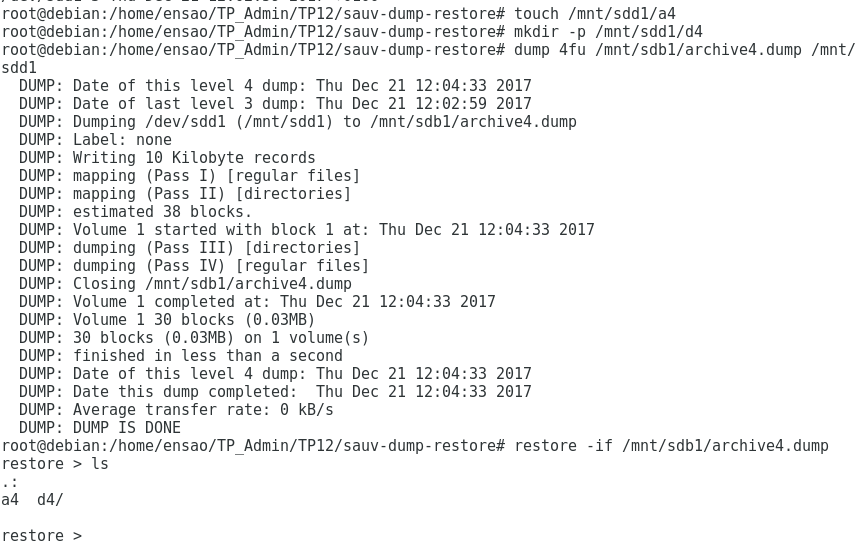 root@debian:/home/ensao/TP_Admin/TP12/sauv-dump-restore# touch /mnt/sdd1/a4
root@debian:/home/ensao/TP_Admin/TP12/sauv-dump-restore# mkdir -p /mnt/sdd1/d4
root@debian:/home/ensao/TP_Admin/TP12/sauv-dump-restore# dump 4fu /mnt/sdb1/archive4.dump /mnt/
sdd1
  DUMP: Date of this level 4 dump: Thu Dec 21 12:04:33 2017
  DUMP: Date of last level 3 dump: Thu Dec 21 12:02:59 2017
  DUMP: Dumping /dev/sdd1 (/mnt/sdd1) to /mnt/sdb1/archive4.dump
  DUMP: Label: none
  DUMP: Writing 10 Kilobyte records
  DUMP: mapping (Pass I) [regular files]
  DUMP: mapping (Pass II) [directories]
  DUMP: estimated 38 blocks.
  DUMP: Volume 1 started with block 1 at: Thu Dec 21 12:04:33 2017
  DUMP: dumping (Pass III) [directories]
  DUMP: dumping (Pass IV) [regular files]
  DUMP: Closing /mnt/sdb1/archive4.dump
  DUMP: Volume 1 completed at: Thu Dec 21 12:04:33 2017
  DUMP: Volume 1 30 blocks (0.03MB)
  DUMP: 30 blocks (0.03MB) on 1 volume(s)
  DUMP: finished in less than a second
  DUMP: Date of this level 4 dump: Thu Dec 21 12:04:33 2017
  DUMP: Date this dump completed:  Thu Dec 21 12:04:33 2017
  DUMP: Average transfer rate: 0 kB/s
  DUMP: DUMP IS DONE
root@debian:/home/ensao/TP_Admin/TP12/sauv-dump-restore# restore -if /mnt/sdb1/archive4.dump
restore > ls
.:
a4  d4/

restore >